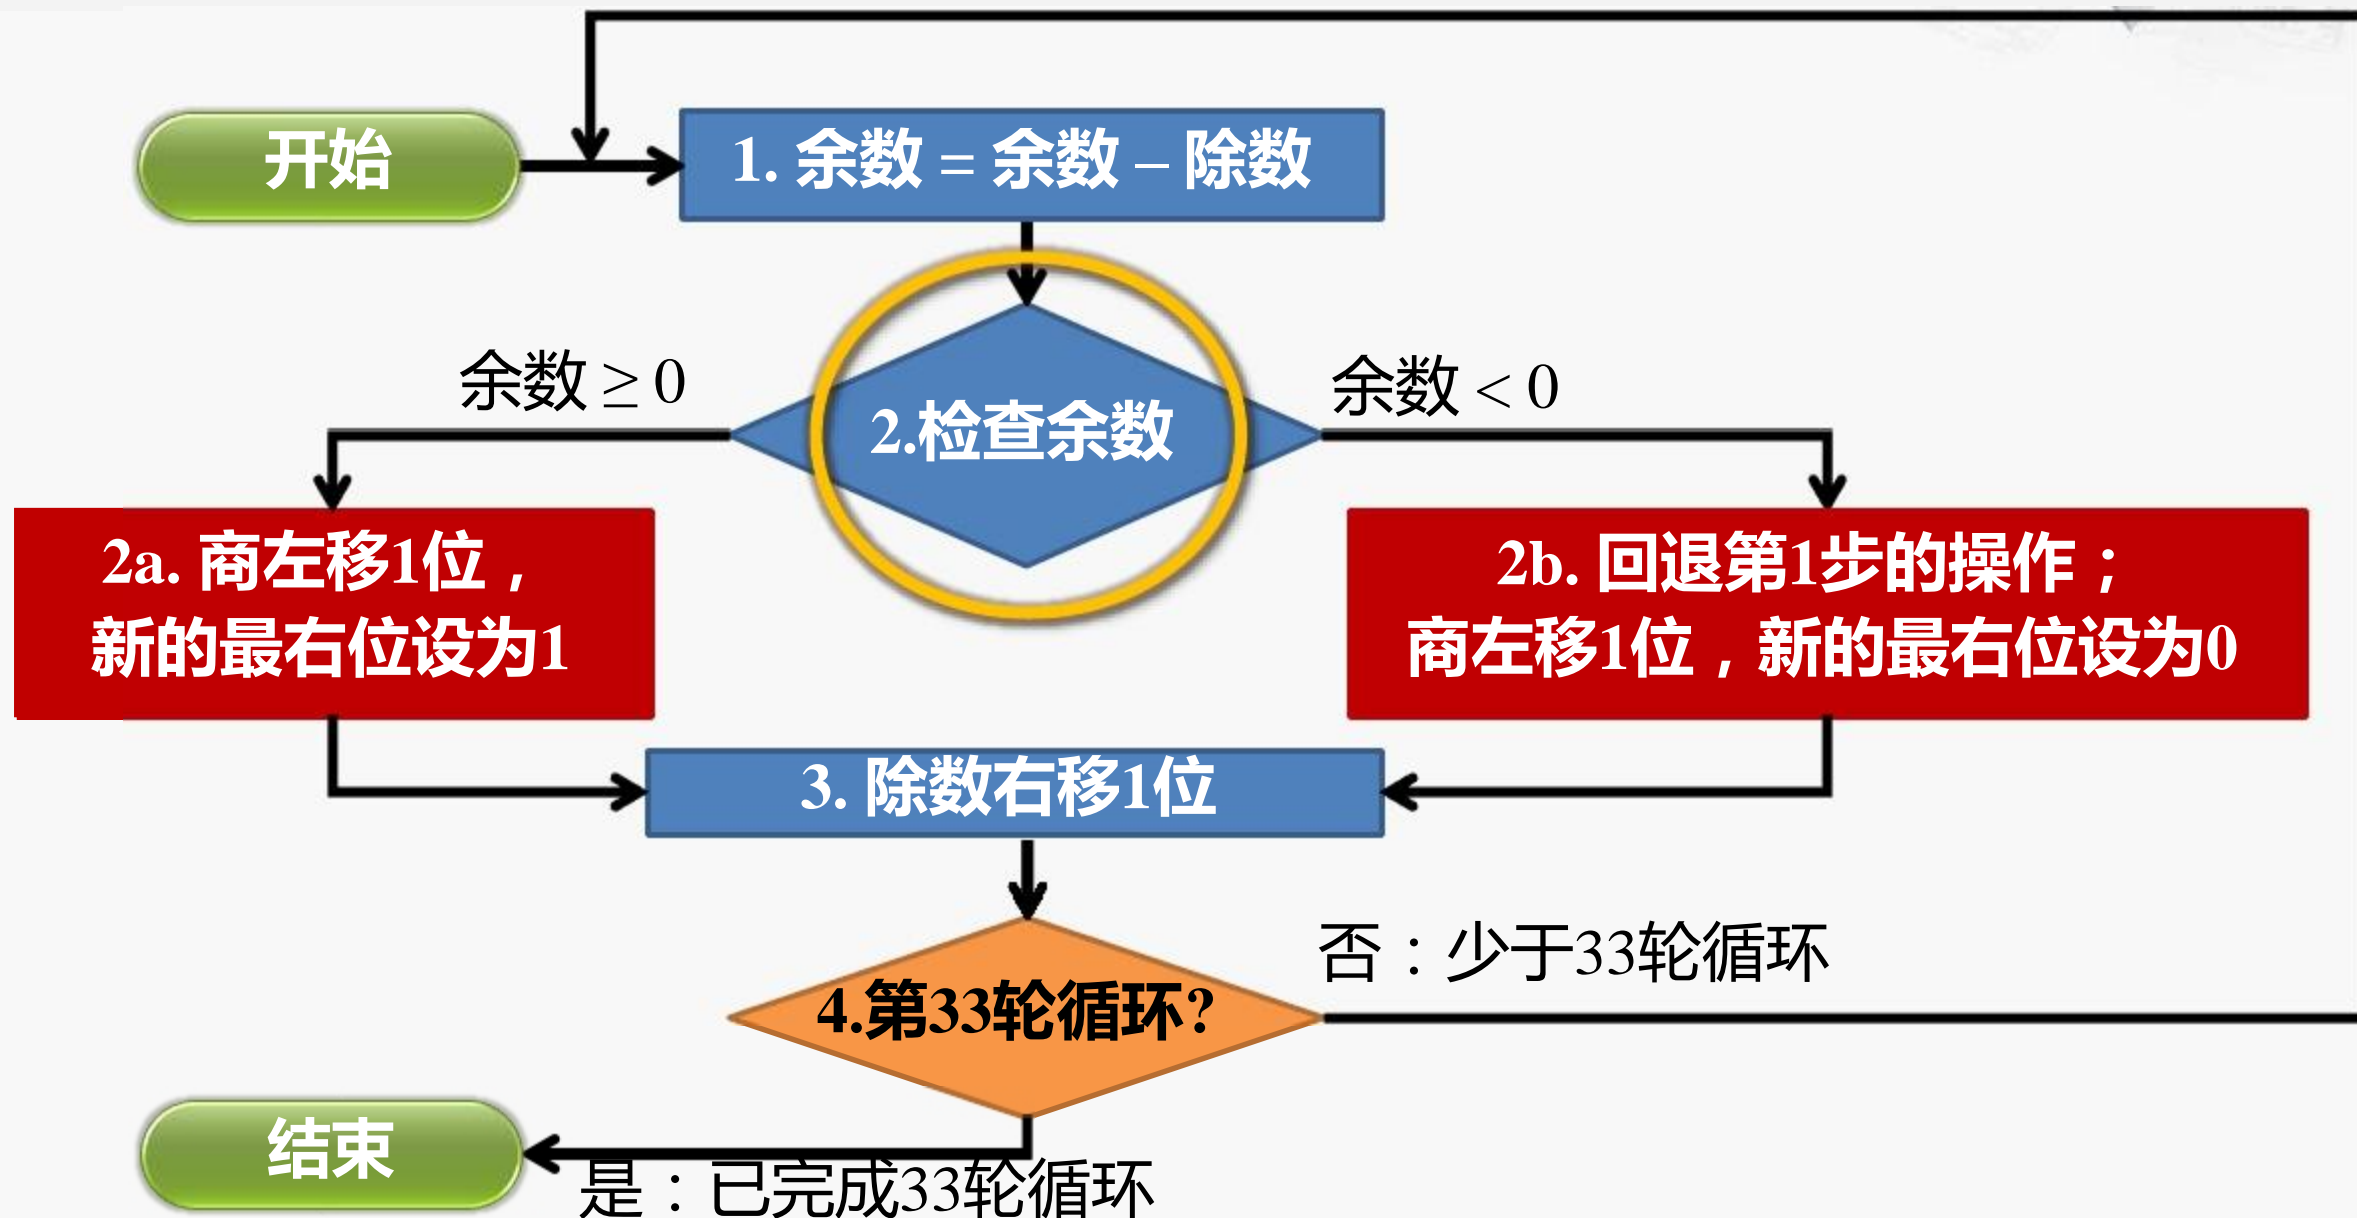 开始
1. 余数 = 余数 – 除数
余数 ≥ 0
余数 < 0
2.检查余数
2a. 商左移1位，
新的最右位设为1
2b. 回退第1步的操作；
商左移1位，新的最右位设为0
3. 除数右移1位
否：少于33轮循环
4.第33轮循环?
结束
是：已完成33轮循环